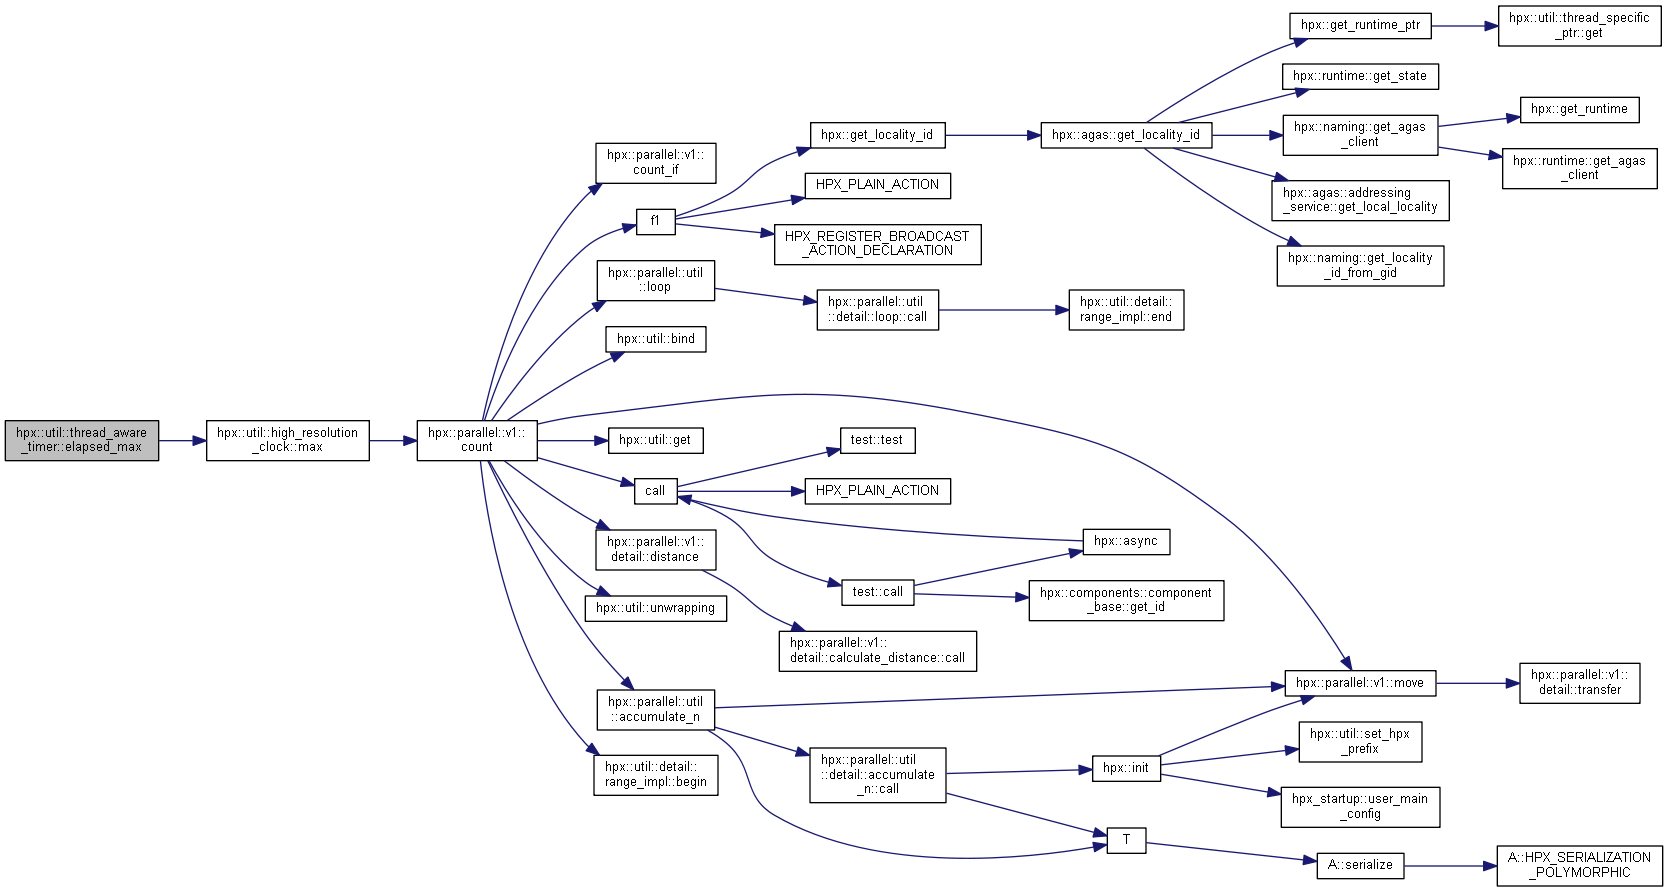 hpx::util::thread_aware
_timer::elapsed_max
hpx::util::high_resolution
_clock::max
hpx::parallel::v1::
count
hpx::parallel::v1::
count_if
f1
hpx::get_locality_id
hpx::agas::get_locality_id
hpx::get_runtime_ptr
hpx::util::thread_specific
_ptr::get
hpx::runtime::get_state
hpx::naming::get_agas
_client
hpx::get_runtime
hpx::runtime::get_agas
_client
hpx::agas::addressing
_service::get_local_locality
hpx::naming::get_locality
_id_from_gid
HPX_PLAIN_ACTION
HPX_REGISTER_BROADCAST
_ACTION_DECLARATION
hpx::parallel::util
::loop
hpx::parallel::util
::detail::loop::call
hpx::util::detail::
range_impl::end
hpx::util::bind
hpx::util::get
call
test::test
HPX_PLAIN_ACTION
test::call
hpx::async
hpx::components::component
_base::get_id
hpx::parallel::v1::
detail::distance
hpx::parallel::v1::
detail::calculate_distance::call
hpx::util::unwrapping
hpx::parallel::util
::accumulate_n
hpx::parallel::v1::move
hpx::parallel::v1::
detail::transfer
hpx::parallel::util
::detail::accumulate
_n::call
hpx::init
hpx::util::set_hpx
_prefix
hpx_startup::user_main
_config
T
A::serialize
A::HPX_SERIALIZATION
_POLYMORPHIC
hpx::util::detail::
range_impl::begin